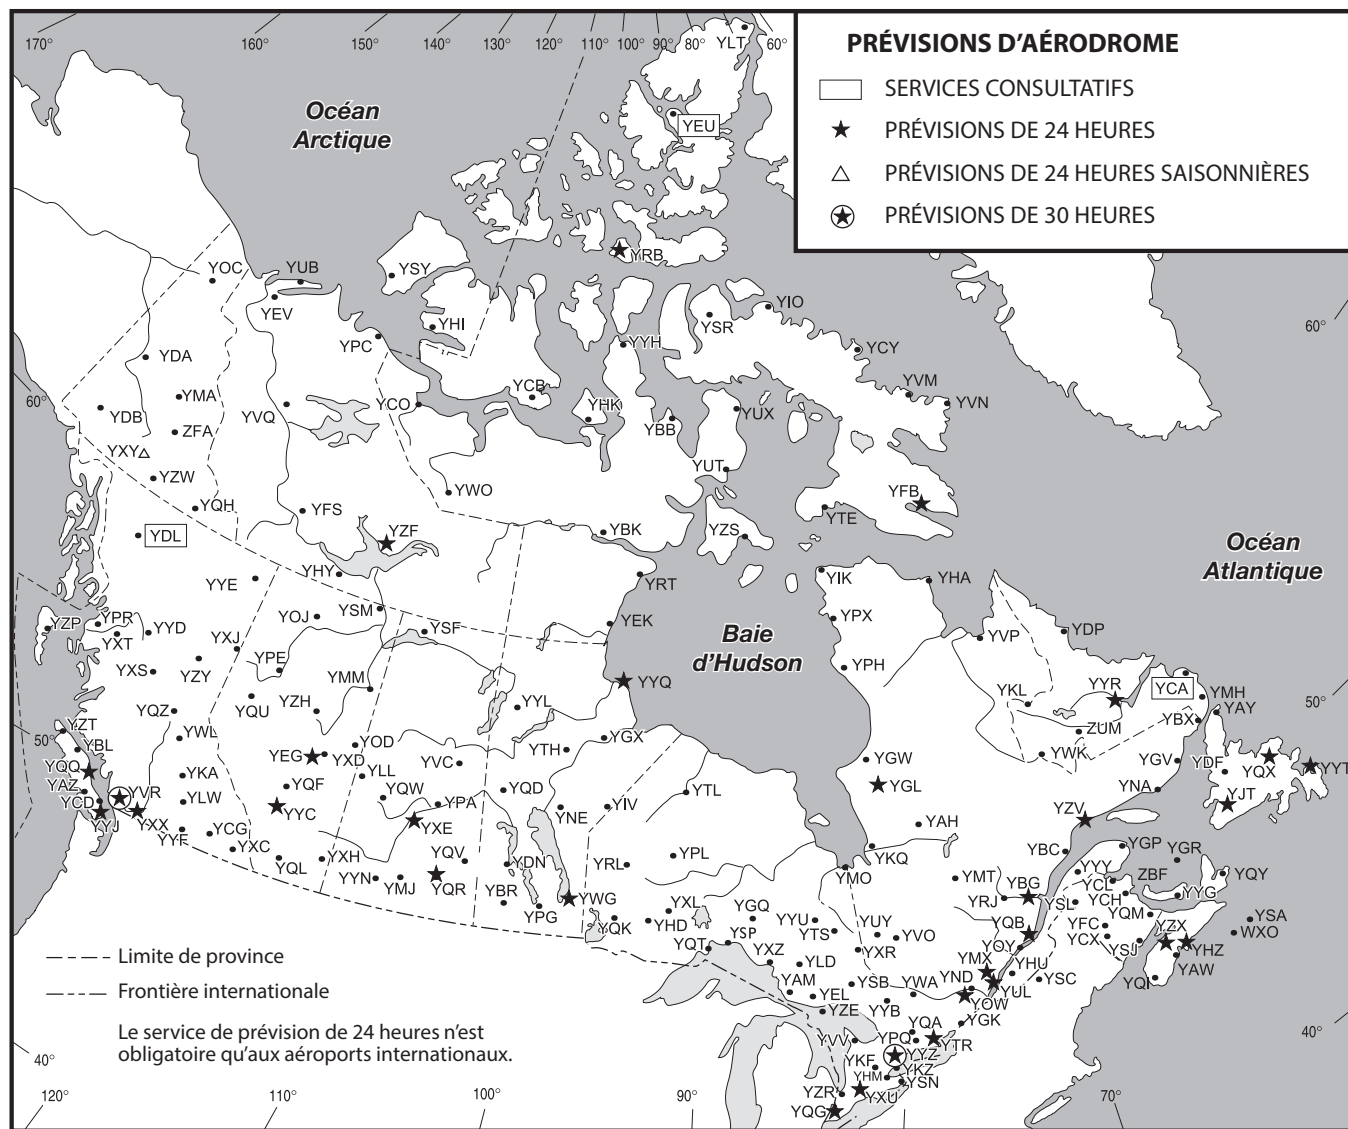 170°
160°
150°
140°
130°
120°
110°
100°
90°
80°
60°
PRÉVISIONS D'AÉRODROME
SERVICES CONSULTATIFS
PRÉVISIONS DE 24 HEURES
PRÉVISIONS DE 24 HEURES SAISONNIÈRES
PRÉVISIONS DE 30 HEURES
Océan
Arctique
YLT
YEU
YRB
YOC
YUB
YSY
YEV
YHI
YPC
YIO
YSR
YYH
YCY
60°
YDA
YMA
YDB
ZFA
YXY
YZW
YQH
YVQ
YCO
YCB
YHK
YBB
YUX
YVM
YVN
60°
YUT
YWO
YFS
YZF
YBK
YZS
YTE
YFB
YDL
Océan
Atlantique
YYE
YHY
YSM
YOJ
YSF
YRT
YEK
YIK
YHA
YPX
YZP
YPR
YXT
YYD
YXJ
YXS
YZY
YPE
YMM
YZH
YQU
YYL
YYQ
Baie
d'Hudson
YPH
YVP
YDP
YKL
YYR
YCA
YMH
YAY
YBX
50°
50°
YZT
YBL
YQQ
YAZ
YCD
YYJ
YQZ
YWL
YKA
YVR
YLW
YXX
YYF
YCG
YXC
YEG
YXD
YOD
YLL
YQF
YYC
YQW
YVC
YPA
YXE
YQD
YTH
YGX
YNE
YIV
YTL
YGW
YGL
YAH
YKQ
ZUM
YWK
YGV
YNA
YDF
YQX
YYT
YJT
YZV
YQL
YXH
YYN
YMJ
YQV
YQR
YDN
YBR
YPG
YWG
YRL
YPL
YMO
YMT
YBC
YGP
YGR
YYY
YCL
ZBF
YCH
YYG
YQY
YQK
YHD
YXL
YGQ
YQT
YSP
YYU
YTS
YUY
YXR
YVO
YRJ
YBG
YSL
YQB
YQM
YFC
YCX
YSJ
YZX
YHZ
YAW
YQI
YSA
WXO
YXZ
YLD
YAM
YEL
YZE
YSB
YYB
YWA
YND
YMX
YOY
YHU
YUL
YSC
YOW
YGK
YQA
YTR
YPQ
YVV
YYZ
YKF
YKZ
YHM
YSN
YXU
YZR
YQG
Limite de province
Frontière internationale
Le service de prévision de 24 heures n'est
obligatoire qu'aux aéroports internationaux.
40°
40°
120°
110°
100°
90°
70°